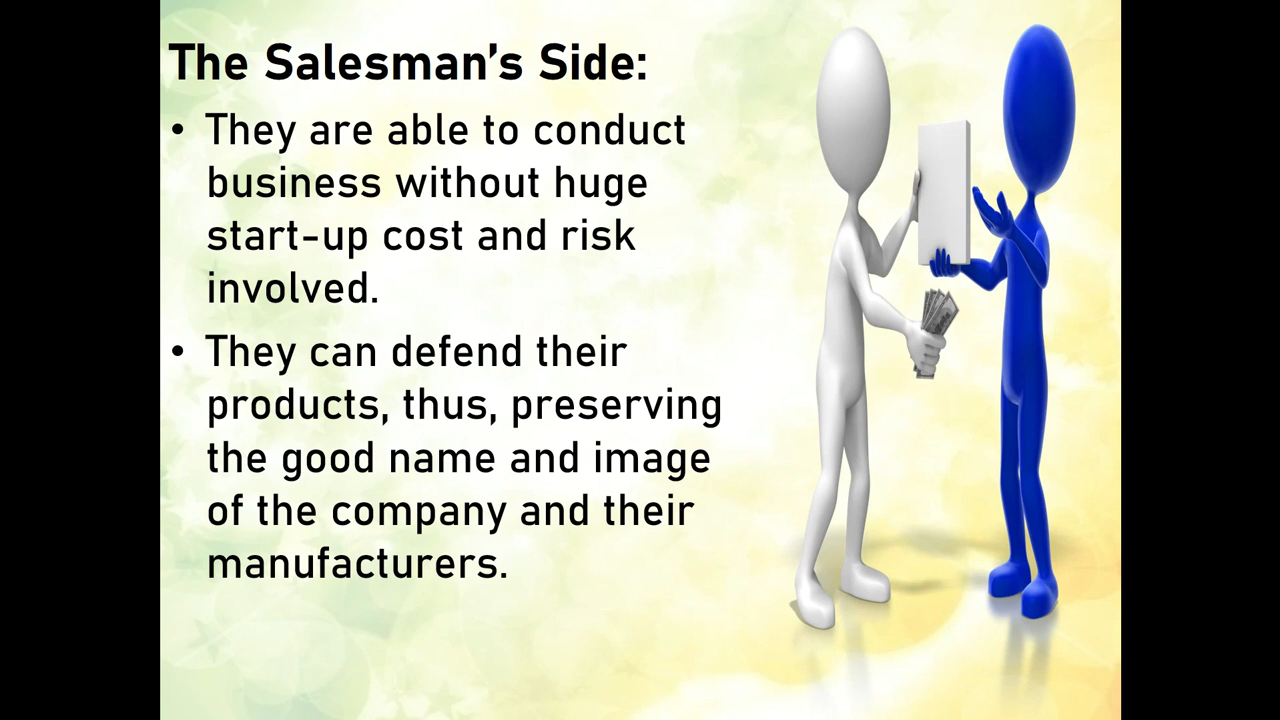 The Salesman’s Side:
• They are able to conduct
business without huge
start-up cost and risk
involved.
• They can defend their
products, thus, preserving
the good name and image
of the company and their
manufacturers.